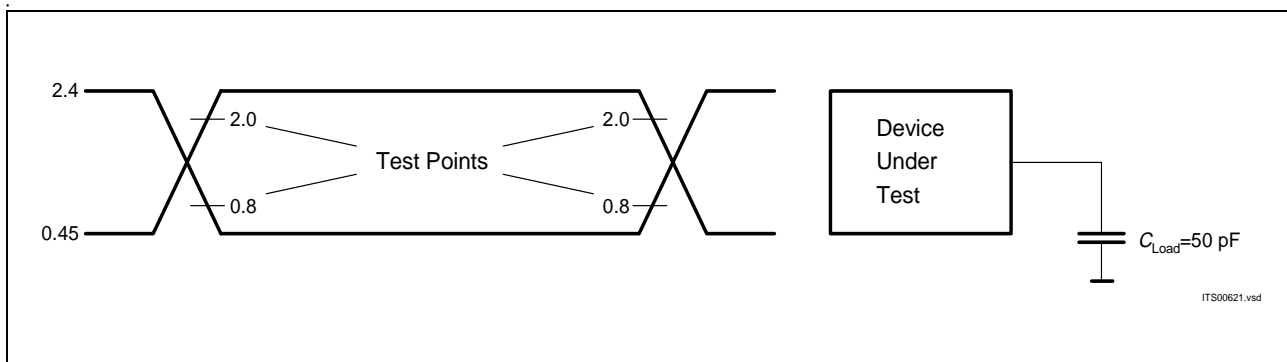 .
2.4
2.0
2.0
Test Points
0.8
0.8
0.45
Device
Under
Test
CLoad=50 pF
ITS00621.vsd